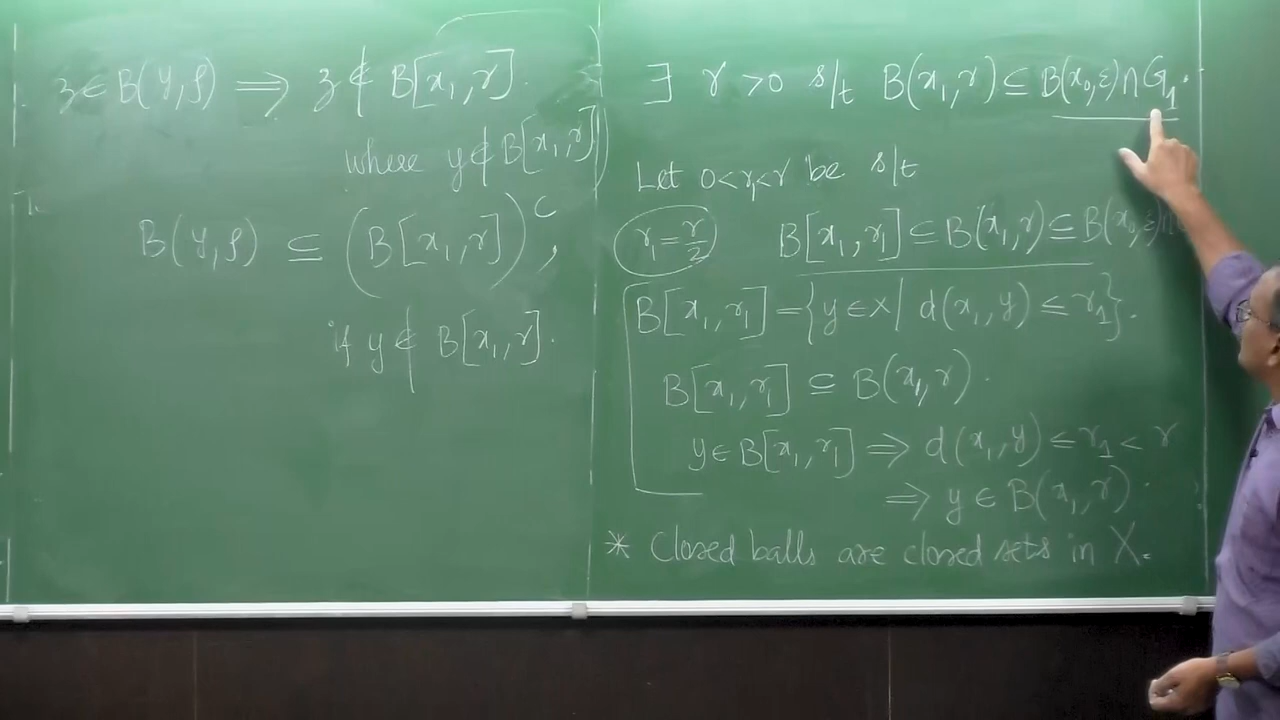 z ∈ B(y, ρ) ⟹ z ∉ B[x₁, r].
where y ∉ B[x₁, r]
B(y, ρ) ⊆ (B[x₁, r])ᶜ,
if y ∉ B[x₁, r].
∃ r > 0 s/t B(x₁, r) ⊆ B(x₀, ε) ∩ G₁.
Let 0 < r₁ < r be s/t
r₁ = r/2 B[x₁, r₁] ⊆ B(x₁, r) ⊆ B(x₀, ε) ∩
B[x₁, r₁] = {y ∈ X | d(x₁, y) ≤ r₁}.
B[x₁, r₁] ⊆ B(x₁, r).
y ∈ B[x₁, r₁] ⟹ d(x₁, y) ≤ r₁ < r
⟹ y ∈ B(x₁, r).
* Closed balls are closed sets in X.